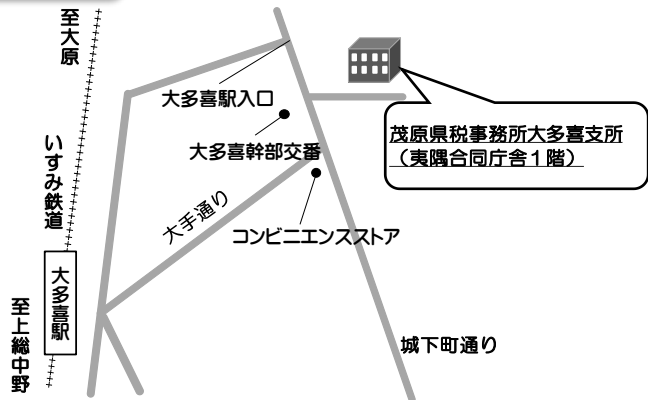 至大原
大多喜駅入口
大多喜幹部交番
茂原県税事務所大多喜支所
（夷隅合同庁舎１階）
いすみ鉄道
大手通り
コンビニエンスストア
大多喜駅
至上総中野
城下町通り